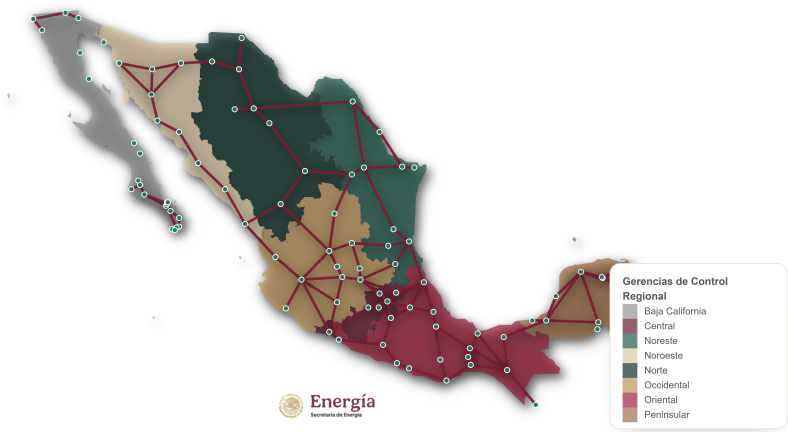 Gerencias de Control
Regional
Baja California
Central
Noreste
Noroeste
Norte
Occidental
Oriental
Peninsular
Energía
Secretaría de Energía